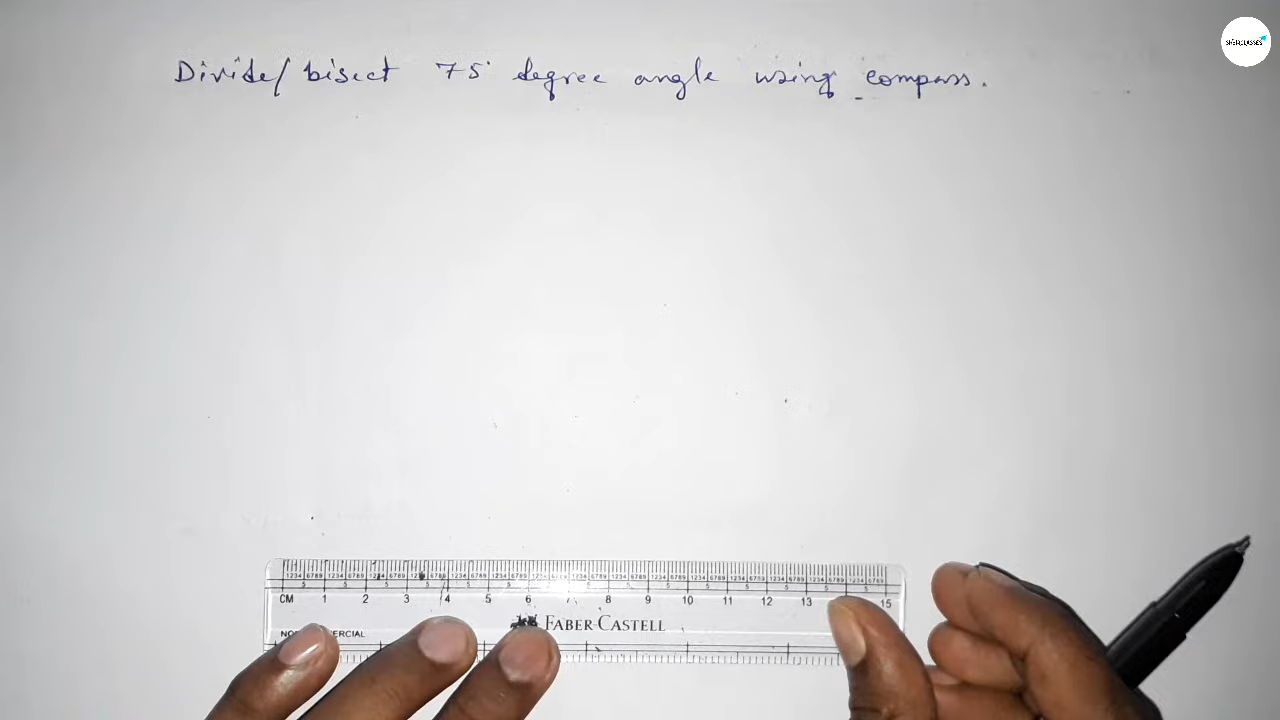 Divide/ bisect 75° degree angle using compass.
SHSIRCLASSES
CM 1 2 3 4 5 6 7 8 9 10 11 12 13 15
FABER-CASTELL